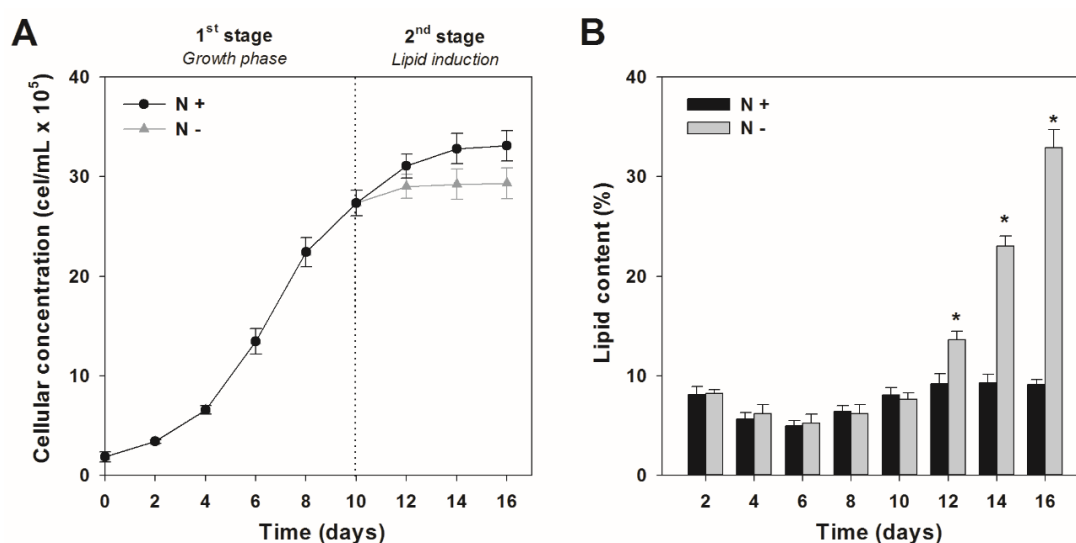 A
1st stage
Growth phase
2nd stage
Lipid induction
Cellular concentration (cel/mL x 10^5)
40
30
20
10
0
N +
N -
0 2 4 6 8 10 12 14 16
Time (days)
B
Lipid content (%)
40
30
20
10
0
N +
N -
*
*
*
2 4 6 8 10 12 14 16
Time (days)